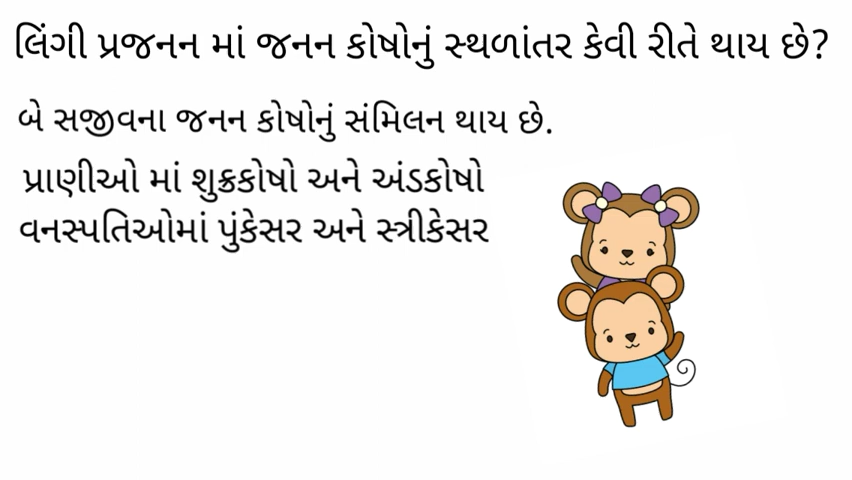 લિંગી પ્રજનન માં જનન કોષોનું સ્થળાંતર કેવી રીતે થાય છે?
બે સજીવના જનન કોષોનું સંમિલન થાય છે.
પ્રાણીઓ માં શુક્રકોષો અને અંડકોષો
વનસ્પતિઓમાં પુંકેસર અને સ્ત્રીકેસર